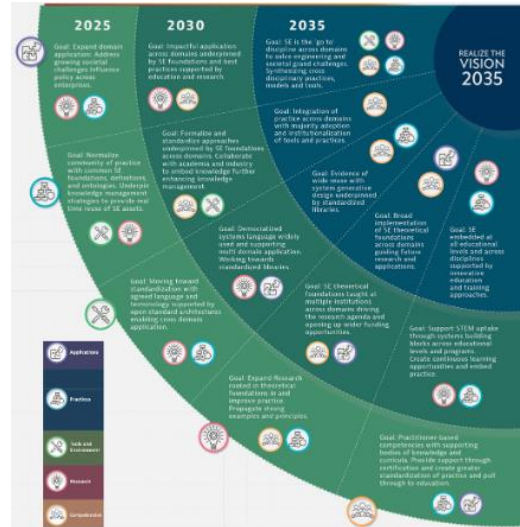 2025
2030
2035
REALIZE THE
VISION
2035
Goal: Expand domain
application: Address
growing societal
challenges influence
policy across
enterprises.
Goal: Impactful application
across domains underpinned
by SE foundations and best
practices supported by
education and research.
Goal: SE is the 'go to'
discipline across domains
to solve engineering and
societal grand challenges.
Synthesizing cross
disciplinary practices,
models and tools.
Goal: Normalize
community of practice
with common SE
foundations, definitions,
and ontologies. Underpin
knowledge management
strategies to provide real
time reuse of SE assets.
Goal: Formalize and
standardize approaches
underpinned by SE foundations
across domains. Collaborate
with academia and industry
to embed knowledge further
enhancing knowledge
management.
Goal: Integration of
practice across domains
with majority adoption and
institutionalization of
tools and practices.
Goal: Moving toward
standardization with
agreed language and
terminology supported by
open standard architectures
enabling cross domain
application.
Goal: Democratized
systems language widely
used and supporting
multi domain application.
Working towards
standardized libraries.
Goal: Evidence of
wide reuse with system
generative design
underpinned by
standardized
libraries.
Goal: Expand Research
rooted in theoretical
foundations in and
improve practice.
Propagate strong
examples and principles.
Goal: SE theoretical
foundations taught at
multiple institutions
across domains driving
the research agenda and
opening up wider funding
opportunities.
Goal: Broad
implementation
of SE theoretical
foundations
across domains
guiding future
research and
applications.
Goal: Practitioner-based
competencies with supporting
bodies of knowledge and
curricula. Provide support through
certification and create greater
standardization of practice and pull
through to education.
Goal: Support STEM uptake
through systems building
blocks across educational
levels and programs.
Create continuous learning
opportunities and embed
practice.
Goal: SE
embedded at
all educational
levels and across
disciplines
supported by
innovative
education
and training
approaches.
Applications
Practices
Tools and
Environment
Research
Competencies